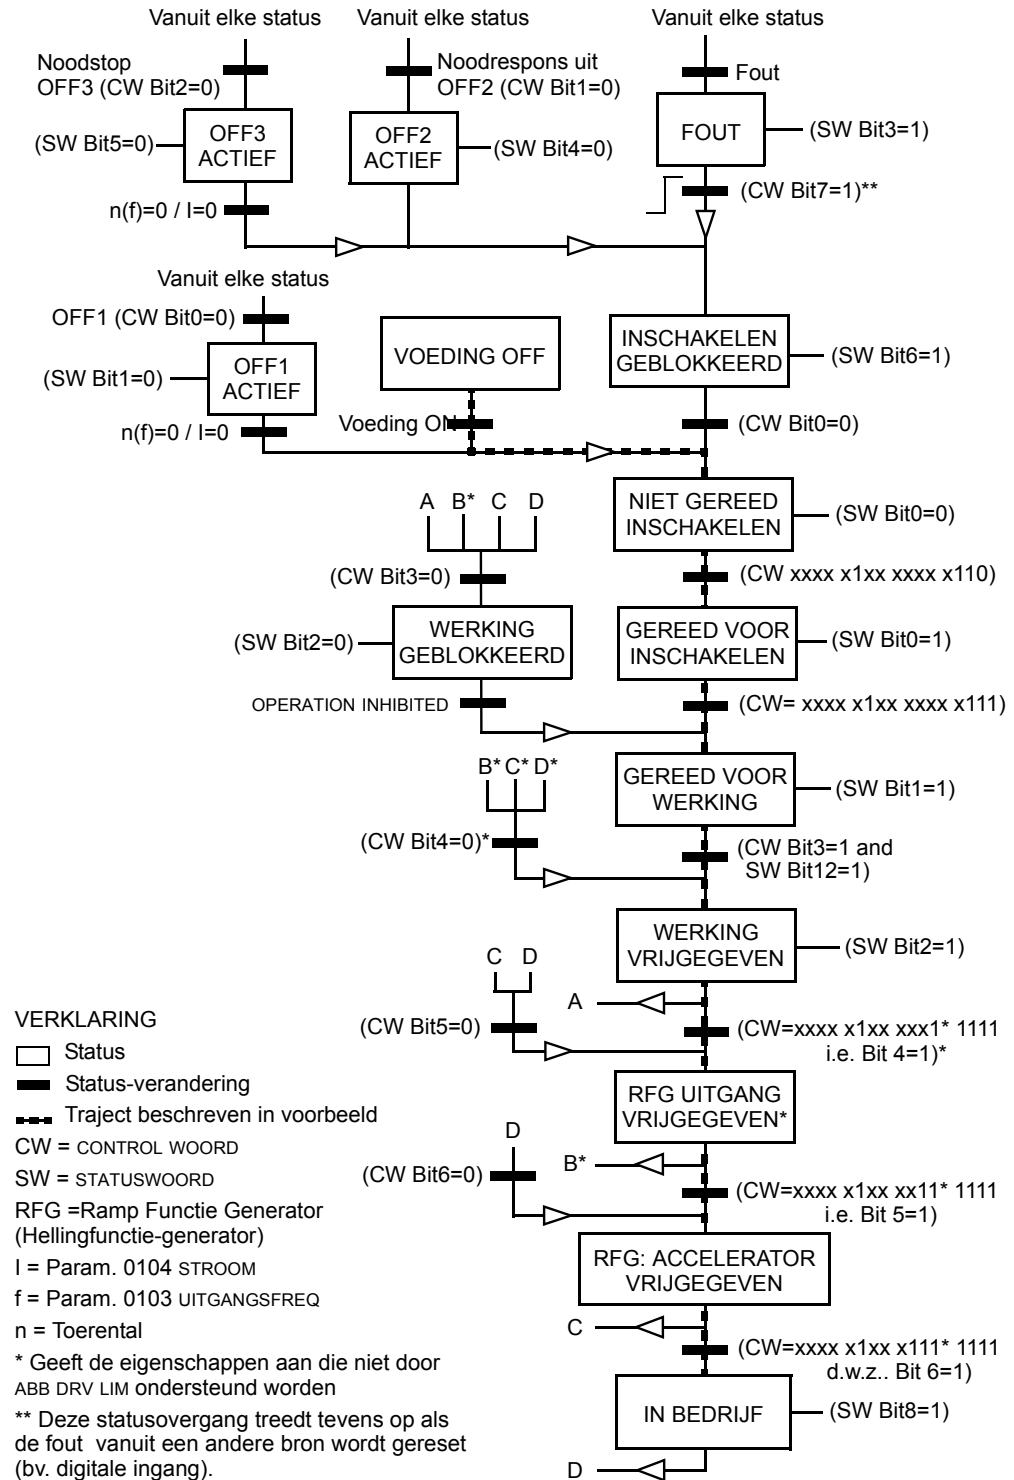 Vanuit elke status
Vanuit elke status
Vanuit elke status
Noodstop
OFF3 (CW Bit2=0)
Noodrespons uit
OFF2 (CW Bit1=0)
Fout
(SW Bit5=0)
OFF3
ACTIEF
OFF2
ACTIEF
(SW Bit4=0)
FOUT
(SW Bit3=1)
n(f)=0 / I=0
(CW Bit7=1)**
Vanuit elke status
OFF1 (CW Bit0=0)
(SW Bit1=0)
OFF1
ACTIEF
n(f)=0 / I=0
VOEDING OFF
Voeding ON
INSCHAKELEN
GEBLOKKEERD
(SW Bit6=1)
(CW Bit0=0)
A B* C D
NIET GEREED
INSCHAKELEN
(SW Bit0=0)
(CW Bit3=0)
(CW xxxx x1xx xxxx x110)
(SW Bit2=0)
WERKING
GEBLOKKEERD
GEREED VOOR
INSCHAKELEN
(SW Bit0=1)
OPERATION INHIBITED
(CW= xxxx x1xx xxxx x111)
B* C* D*
GEREED VOOR
WERKING
(SW Bit1=1)
(CW Bit4=0)*
(CW Bit3=1 and
SW Bit12=1)
WERKING
VRIJGEGEVEN
(SW Bit2=1)
C D
A
(CW Bit5=0)
(CW=xxxx x1xx xxx1* 1111
i.e. Bit 4=1)*
RFG UITGANG
VRIJGEGEVEN*
D
B*
(CW Bit6=0)
(CW=xxxx x1xx xx11* 1111
i.e. Bit 5=1)
RFG: ACCELERATOR
VRIJGEGEVEN
C
(CW=xxxx x1xx x111* 1111
d.w.z.. Bit 6=1)
IN BEDRIJF
(SW Bit8=1)
D
VERKLARING
Status
Status-verandering
Traject beschreven in voorbeeld
CW = CONTROL WOORD
SW = STATUSWOORD
RFG =Ramp Functie Generator
(Hellingfunctie-generator)
I = Param. 0104 STROOM
f = Param. 0103 UITGANGSFREQ
n = Toerental
* Geeft de eigenschappen aan die niet door
ABB DRV LIM ondersteund worden
** Deze statusovergang treedt tevens op als
de fout vanuit een andere bron wordt gereset
(bv. digitale ingang).